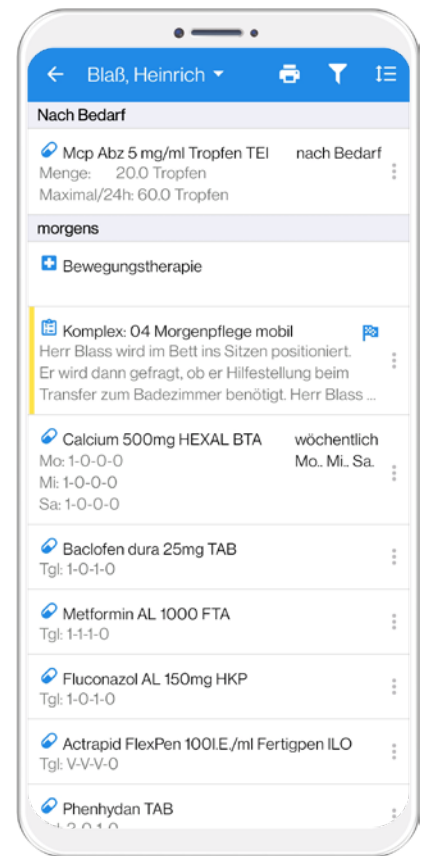 Blaß, Heinrich
Nach Bedarf
Mcp Abz 5 mg/ml Tropfen TEI nach Bedarf
Menge: 20.0 Tropfen
Maximal/24h: 60.0 Tropfen
morgens
Bewegungstherapie
Komplex: 04 Morgenpflege mobil
Herr Blass wird im Bett ins Sitzen positioniert.
Er wird dann gefragt, ob er Hilfestellung beim
Transfer zum Badezimmer benötigt. Herr Blass ...
Calcium 500mg HEXAL BTA wöchentlich
Mo: 1-0-0-0 Mo.. Mi.. Sa.
Mi: 1-0-0-0
Sa: 1-0-0-0
Baclofen dura 25mg TAB
Tgl: 1-0-1-0
Metformin AL 1000 FTA
Tgl: 1-1-1-0
Fluconazol AL 150mg HKP
Tgl: 1-0-1-0
Actrapid FlexPen 100I.E./ml Fertigpen ILO
Tgl: V-V-V-0
Phenhydan TAB